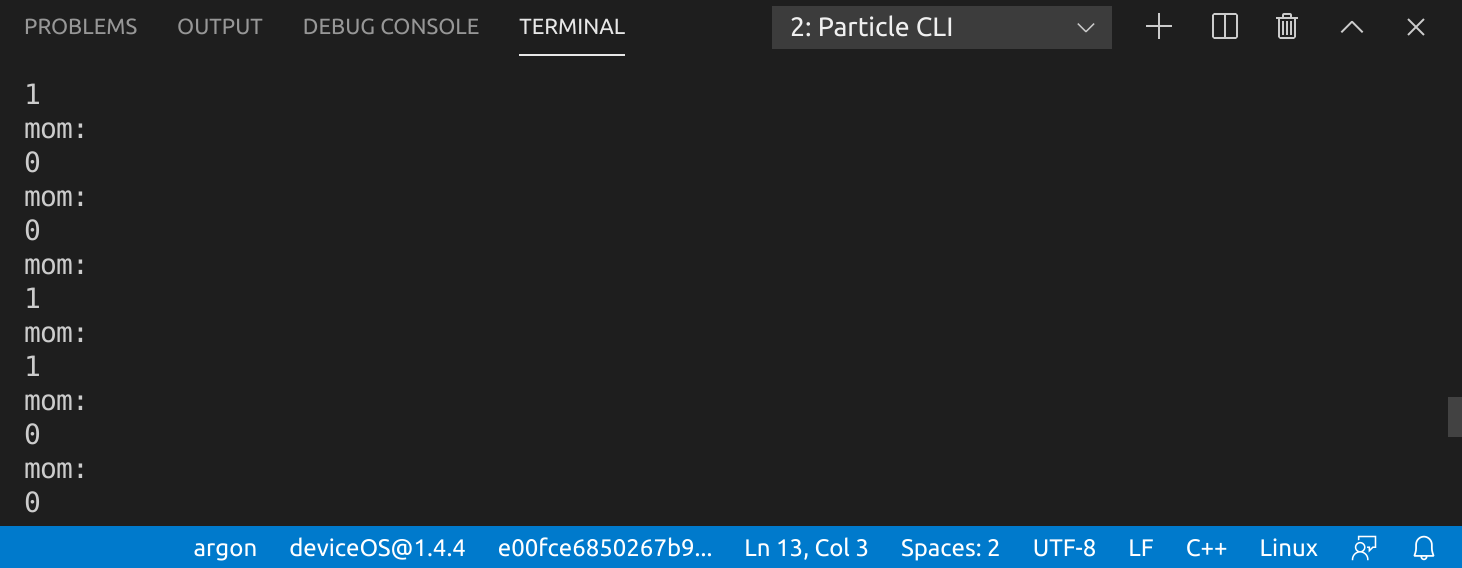 PROBLEMS OUTPUT DEBUG CONSOLE TERMINAL 2: Particle CLI
1
mom:
0
mom:
0
mom:
1
mom:
1
mom:
0
mom:
0
argon deviceOS@1.4.4 e00fce6850267b9... Ln 13, Col 3 Spaces: 2 UTF-8 LF C++ Linux